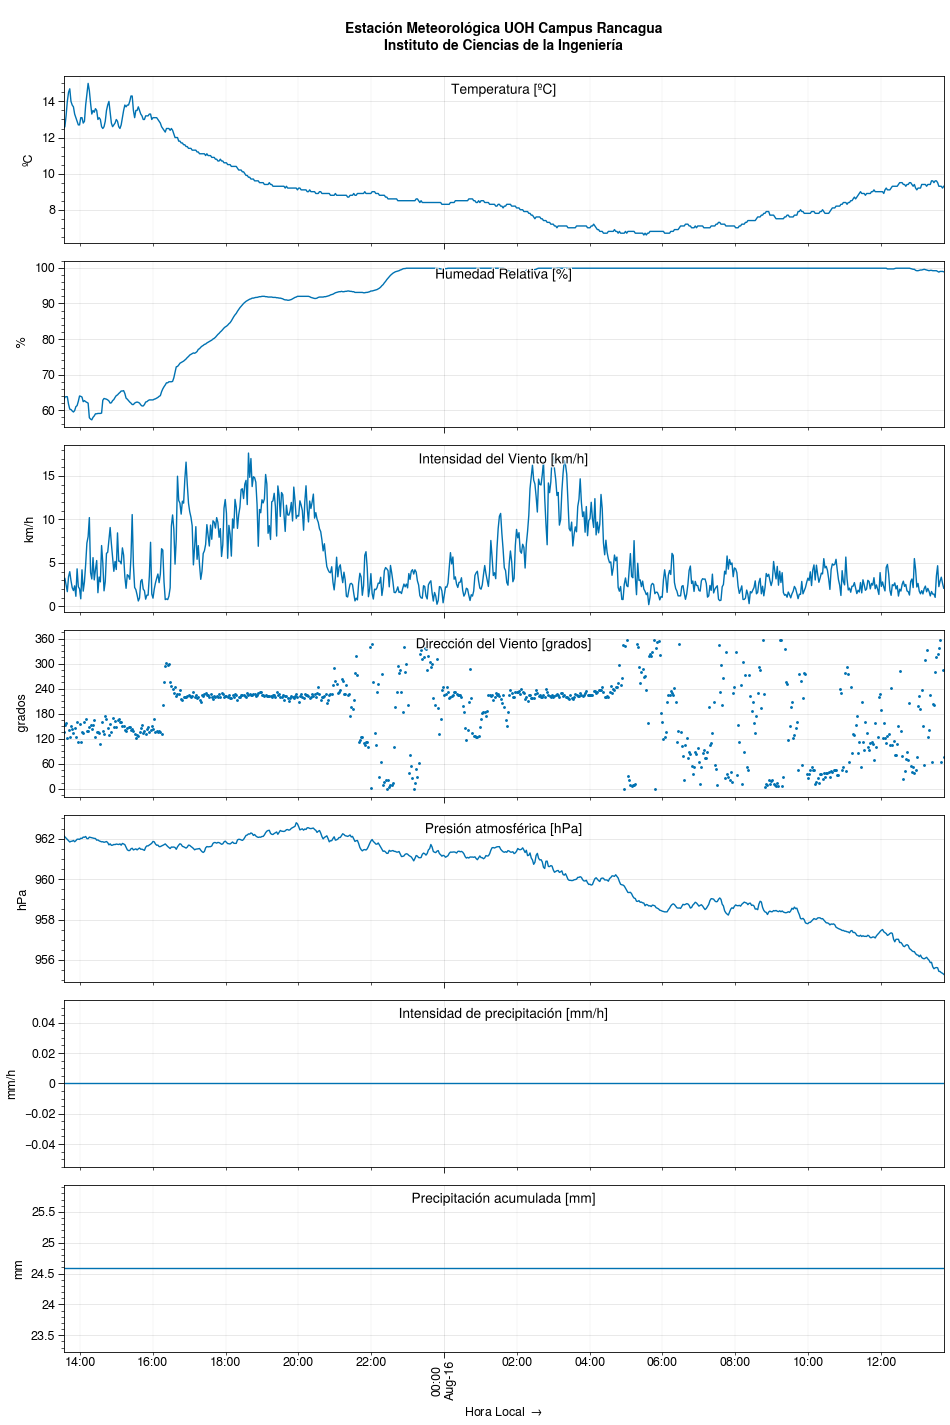 Estación Meteorológica UOH Campus Rancagua
Instituto de Ciencias de la Ingeniería
Temperatura [ºC]
ºC
14
12
10
8
Humedad Relativa [%]
%
100
90
80
70
60
Intensidad del Viento [km/h]
km/h
15
10
5
0
Dirección del Viento [grados]
grados
360
300
240
180
120
60
0
Presión atmosférica [hPa]
hPa
962
960
958
956
Intensidad de precipitación [mm/h]
mm/h
0.04
0.02
0
−0.02
−0.04
Precipitación acumulada [mm]
mm
25.5
25
24.5
24
23.5
14:00 16:00 18:00 20:00 22:00 00:00 02:00 04:00 06:00 08:00 10:00 12:00
Aug-16
Hora Local →